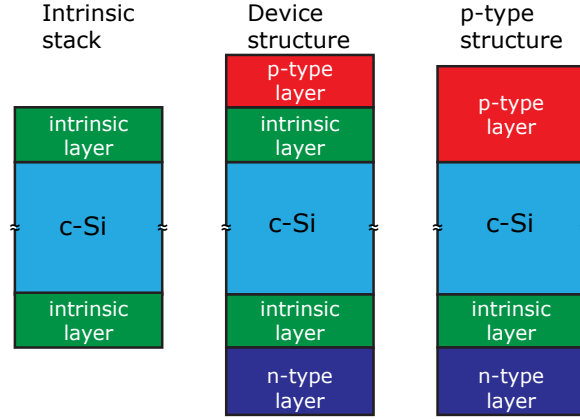 Intrinsic
stack
intrinsic
layer
c-Si
intrinsic
layer
Device
structure
p-type
layer
intrinsic
layer
c-Si
intrinsic
layer
n-type
layer
p-type
structure
p-type
layer
c-Si
intrinsic
layer
n-type
layer